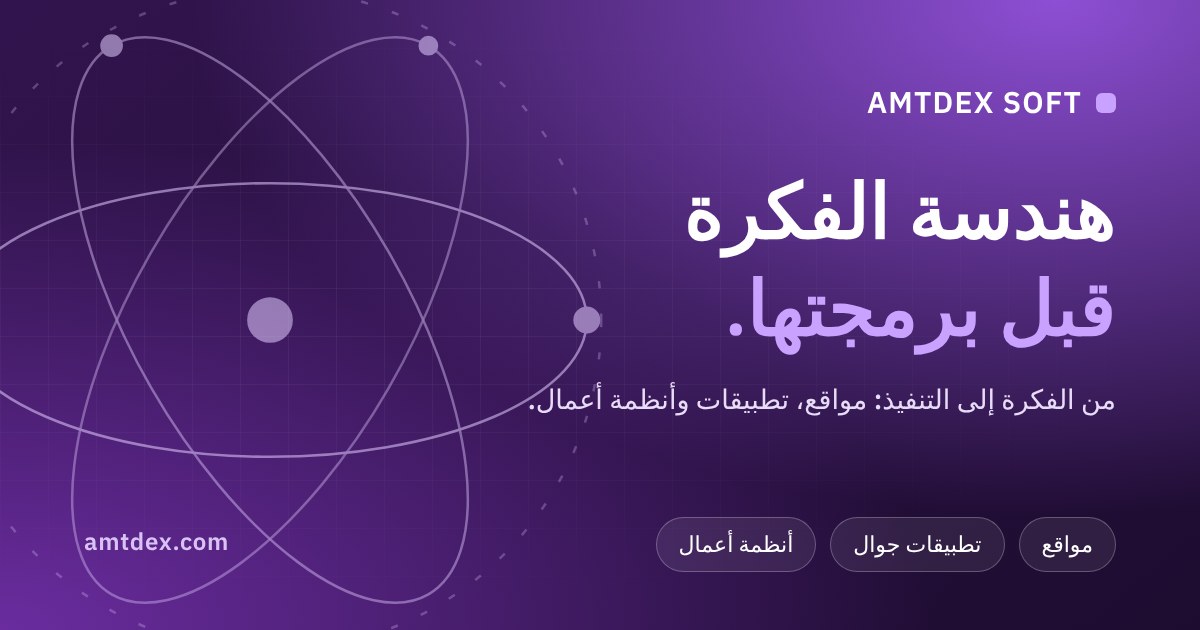 AMTDEX SOFT
هندسة الفكرة
قبل برمجتها.
من الفكرة إلى التنفيذ: مواقع، تطبيقات وأنظمة أعمال.
مواقع
تطبيقات جوال
أنظمة أعمال
amtdex.com